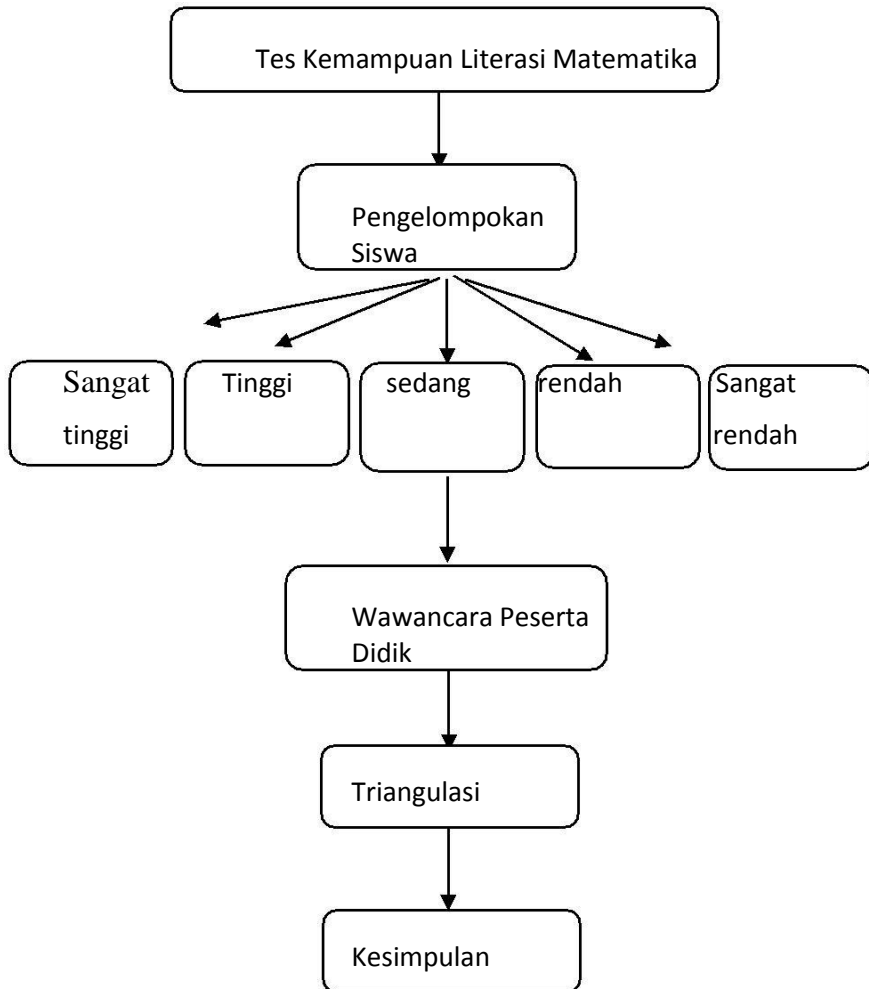 Tes Kemampuan Literasi Matematika
Pengelompokan
Siswa
Sangat
tinggi
Tinggi
sedang
rendah
Sangat
rendah
Wawancara Peserta
Didik
Triangulasi
Kesimpulan